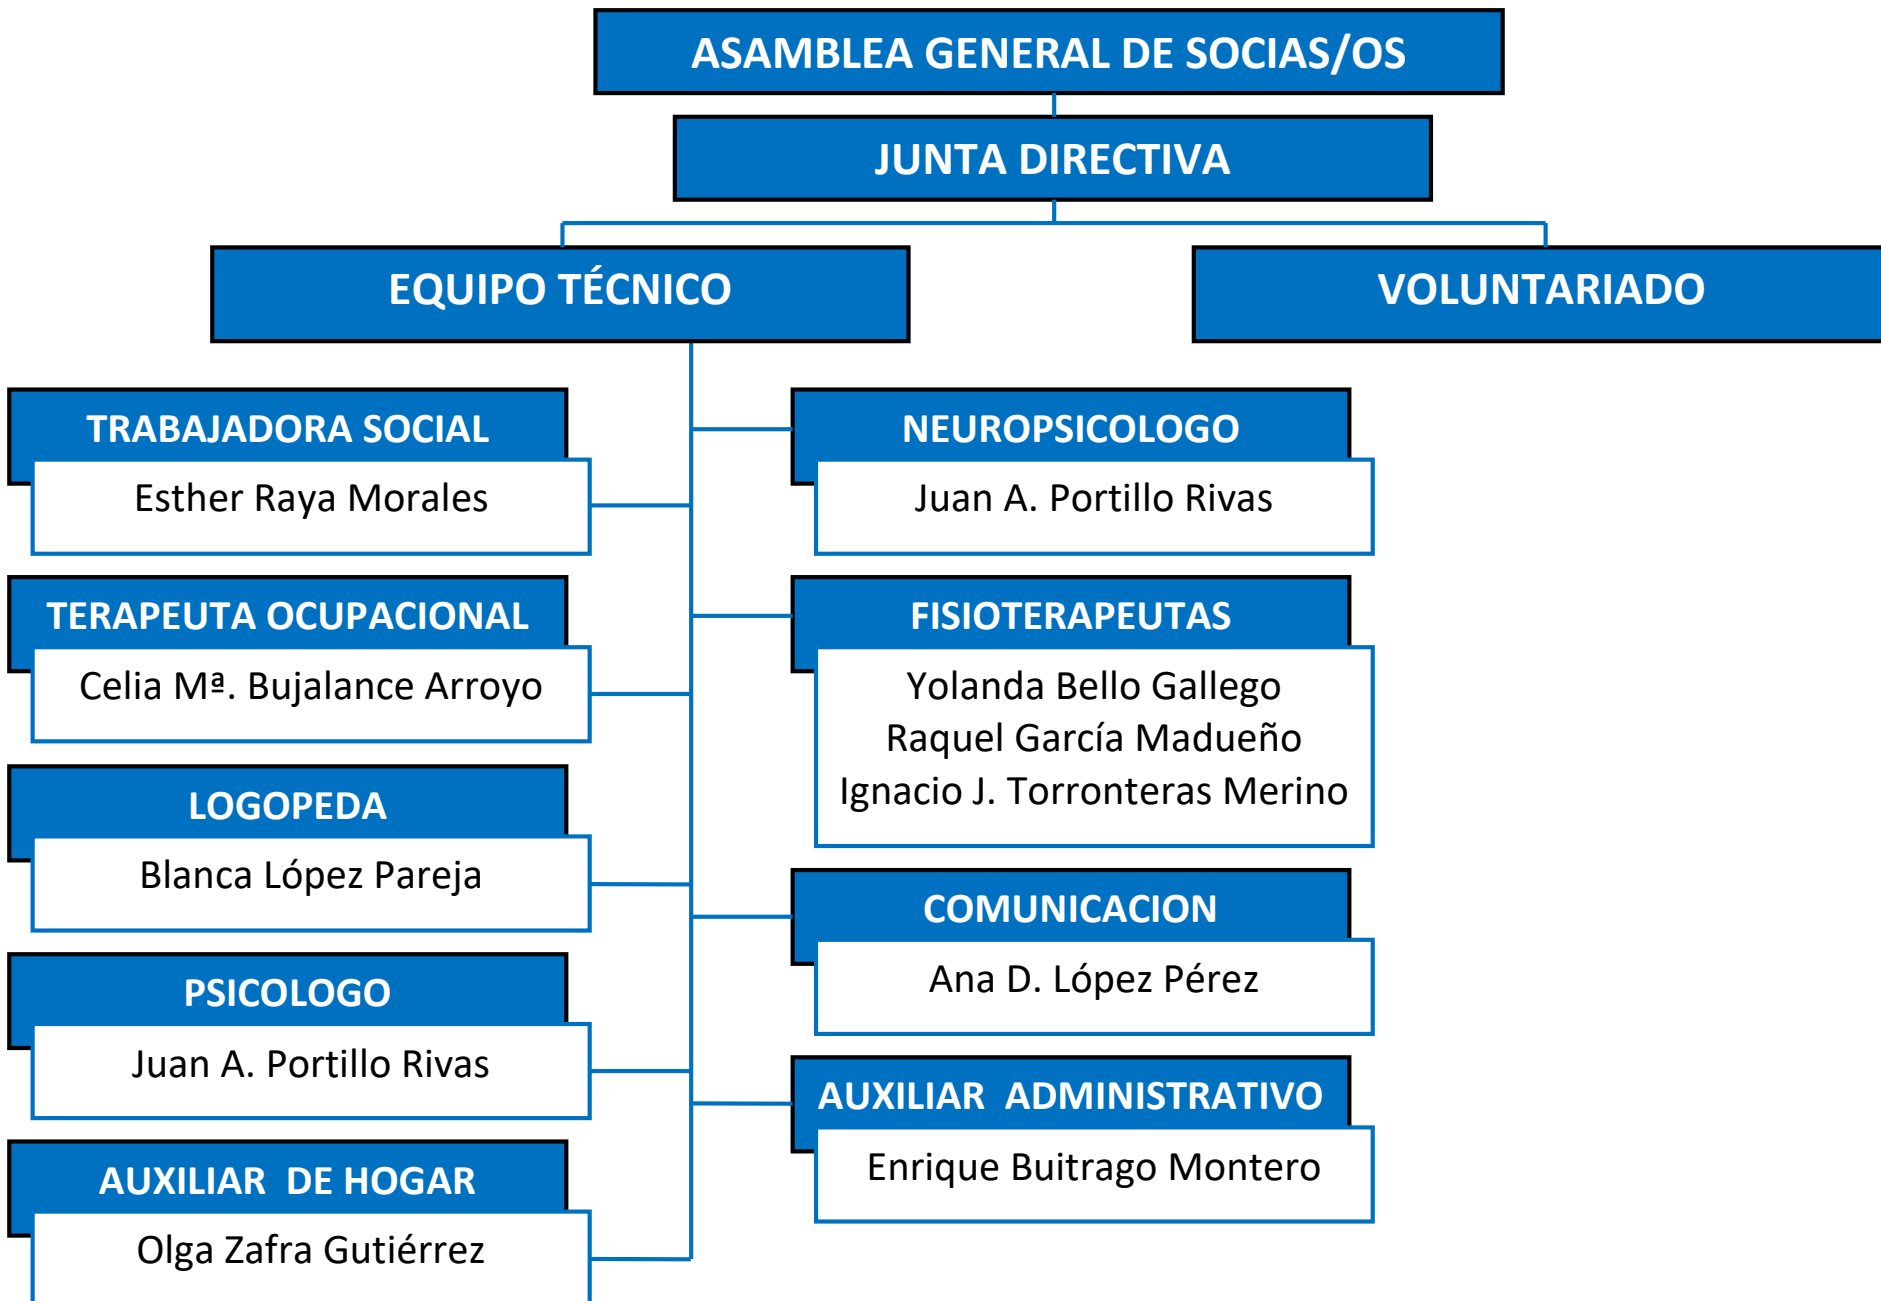 ASAMBLEA GENERAL DE SOCIAS/OS
JUNTA DIRECTIVA
EQUIPO TÉCNICO
VOLUNTARIADO
TRABAJADORA SOCIAL
Esther Raya Morales
NEUROPSICOLOGO
Juan A. Portillo Rivas
TERAPEUTA OCUPACIONAL
Celia Mª. Bujalance Arroyo
FISIOTERAPEUTAS
Yolanda Bello Gallego
Raquel García Madueño
Ignacio J. Torronteras Merino
LOGOPEDA
Blanca López Pareja
COMUNICACION
Ana D. López Pérez
PSICOLOGO
Juan A. Portillo Rivas
AUXILIAR ADMINISTRATIVO
Enrique Buitrago Montero
AUXILIAR DE HOGAR
Olga Zafra Gutiérrez